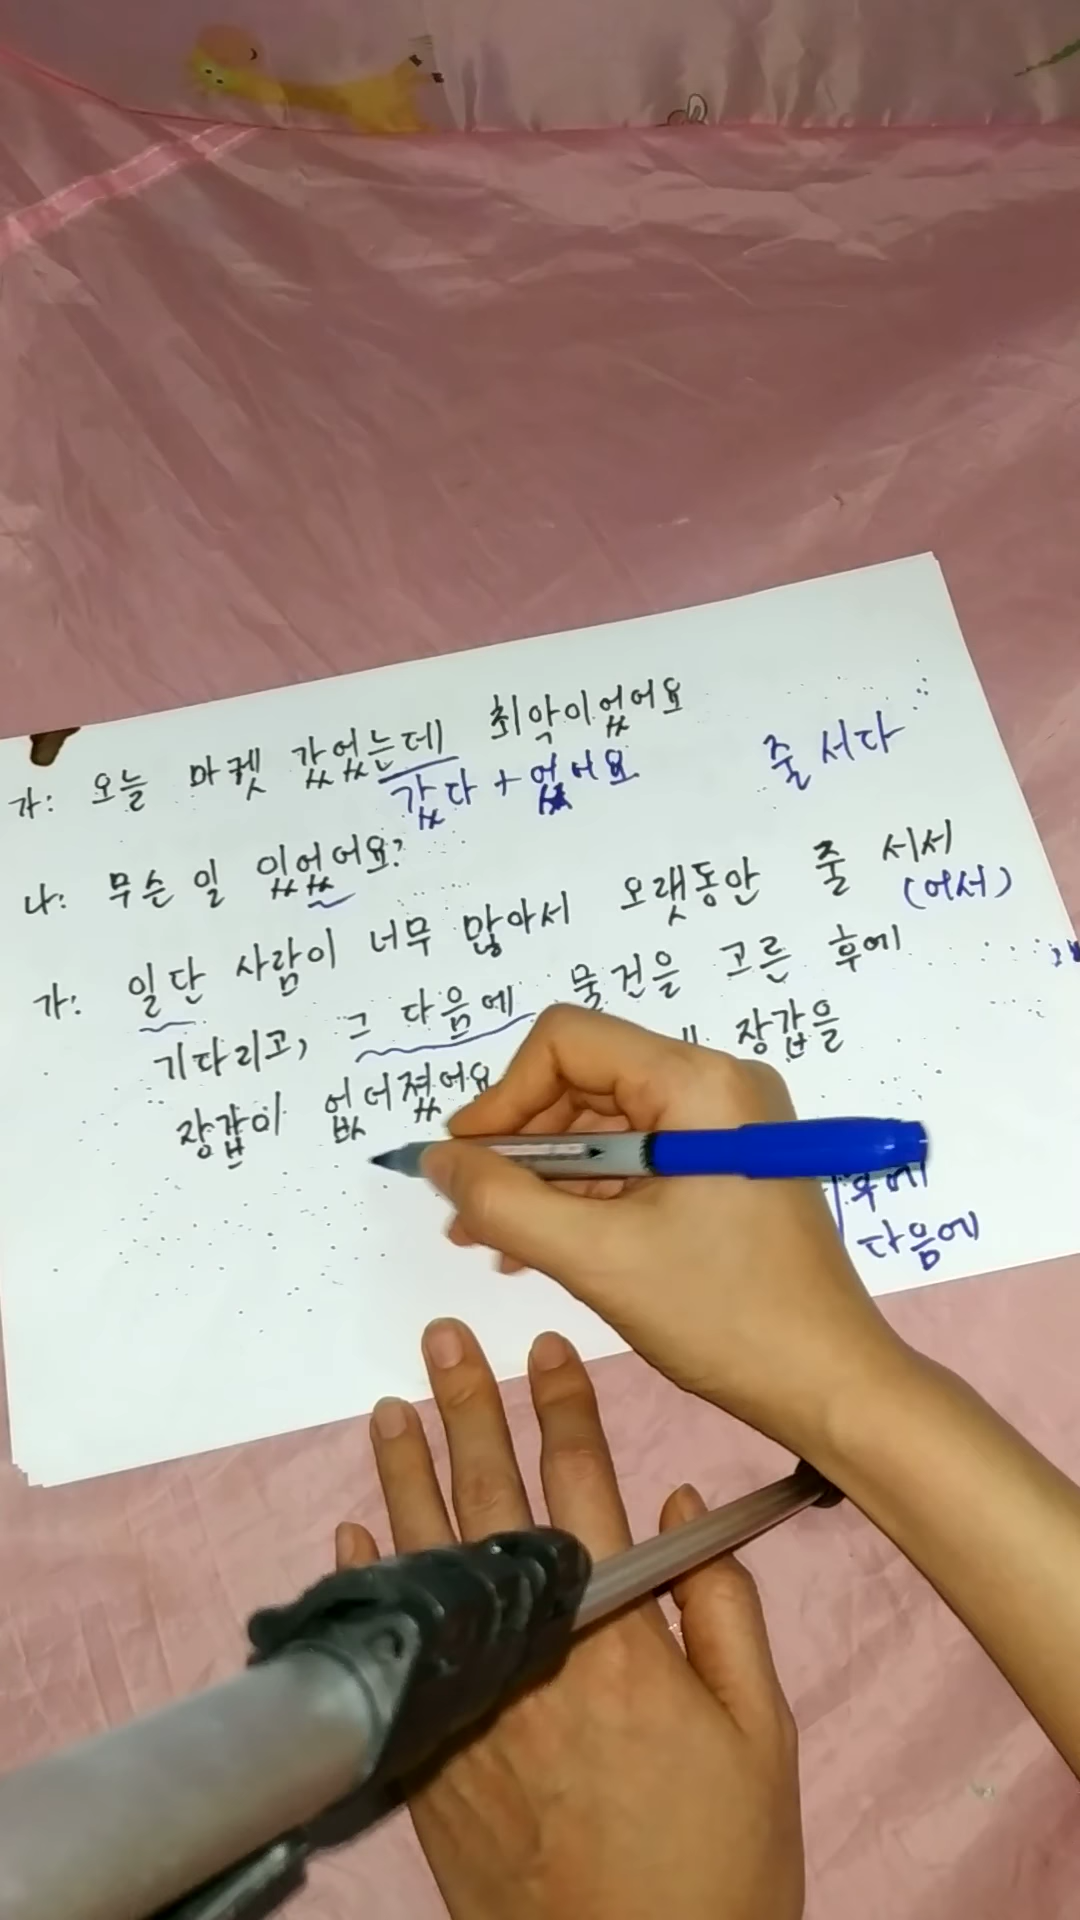 가: 오늘 마켓 갔었는데 최악이었어요
갔다 + 었어요
줄 서다
나: 무슨 일 있었어요?
가: 일단 사람이 너무 많아서 오랫동안 줄 서서
(어서)
기다리고, 그 다음에 물건을 고른 후에
장갑을
장갑이 없어졌어요
후에
다음에